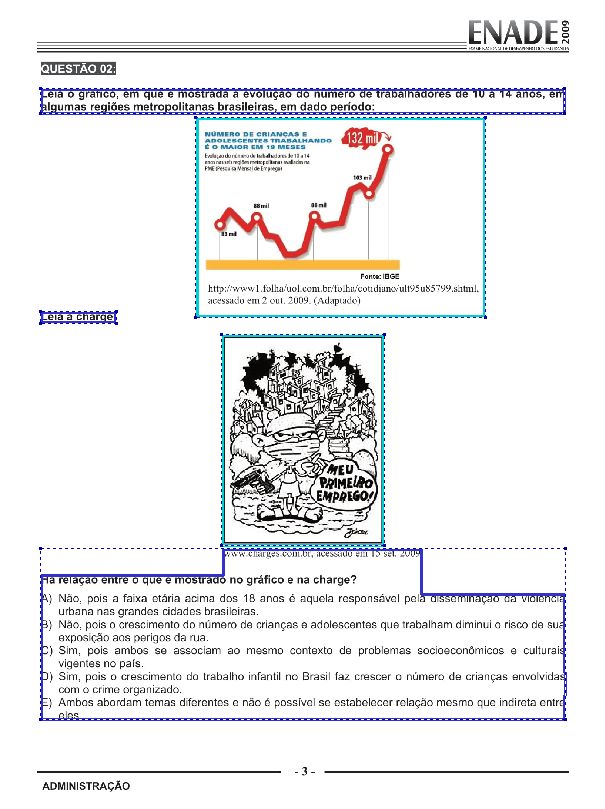 ENADE 2009
EXAME NACIONAL DE DESEMPENHO DOS ESTUDANTES
QUESTÃO 02:
Leia o gráfico, em que é mostrada a evolução do número de trabalhadores de 10 a 14 anos, em
algumas regiões metropolitanas brasileiras, em dado período:
NÚMERO DE CRIANÇAS E
ADOLESCENTES TRABALHANDO
É O MAIOR EM 19 MESES
Evolução do número de trabalhadores de 10 a 14
anos nas seis regiões metropolitanas avaliadas na
PME (Pesquisa Mensal de Emprego)
132 mil
103 mil
88 mil
88 mil
83 mil
Fonte: IBGE
http://www1.folha/uol.com.br/folha/cotidiano/ult95u85799.shtml,
acessado em 2 out. 2009. (Adaptado)
Leia a charge:
MEU
PRIMEIRO
EMPREGO!
www.charges.com.br, acessado em 15 set. 2009
Há relação entre o que é mostrado no gráfico e na charge?
A) Não, pois a faixa etária acima dos 18 anos é aquela responsável pela disseminação da violência
urbana nas grandes cidades brasileiras.
B) Não, pois o crescimento do número de crianças e adolescentes que trabalham diminui o risco de sua
exposição aos perigos da rua.
C) Sim, pois ambos se associam ao mesmo contexto de problemas socioeconômicos e culturais
vigentes no país.
D) Sim, pois o crescimento do trabalho infantil no Brasil faz crescer o número de crianças envolvidas
com o crime organizado.
E) Ambos abordam temas diferentes e não é possível se estabelecer relação mesmo que indireta entre
eles.
- 3 -
ADMINISTRAÇÃO